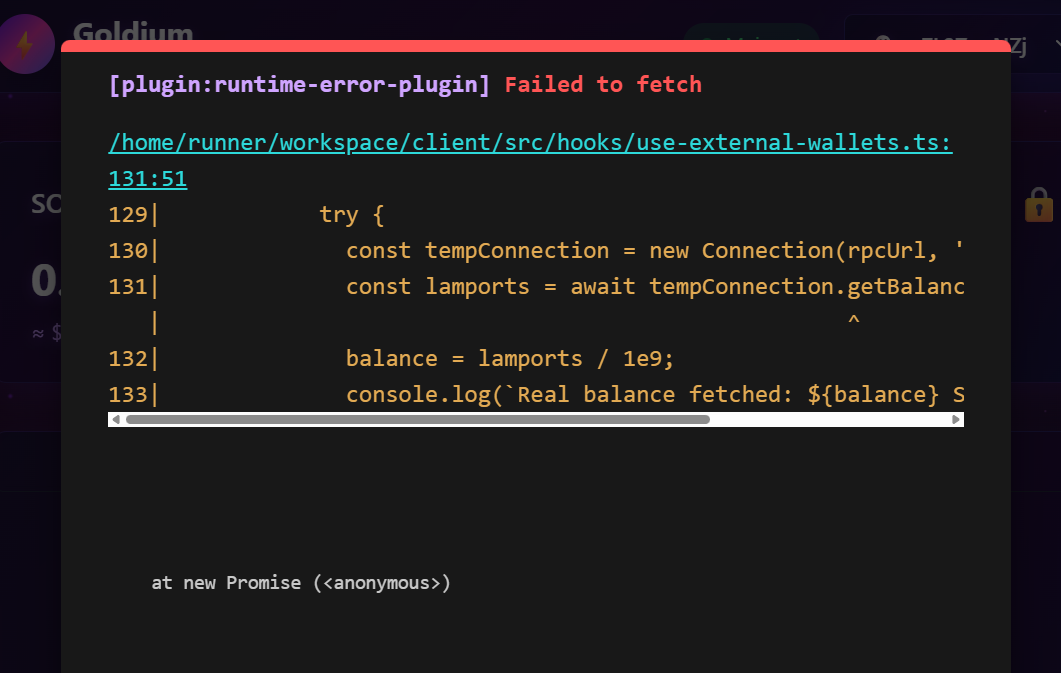 Goldium
[plugin:runtime-error-plugin] Failed to fetch
/home/runner/workspace/client/src/hooks/use-external-wallets.ts:
131:51
129|            try {
130|              const tempConnection = new Connection(rpcUrl, '
131|              const lamports = await tempConnection.getBalanc
|                                                    ^
132|              balance = lamports / 1e9;
133|              console.log(`Real balance fetched: ${balance} S
SO
0.
≈ $
at new Promise (<anonymous>)